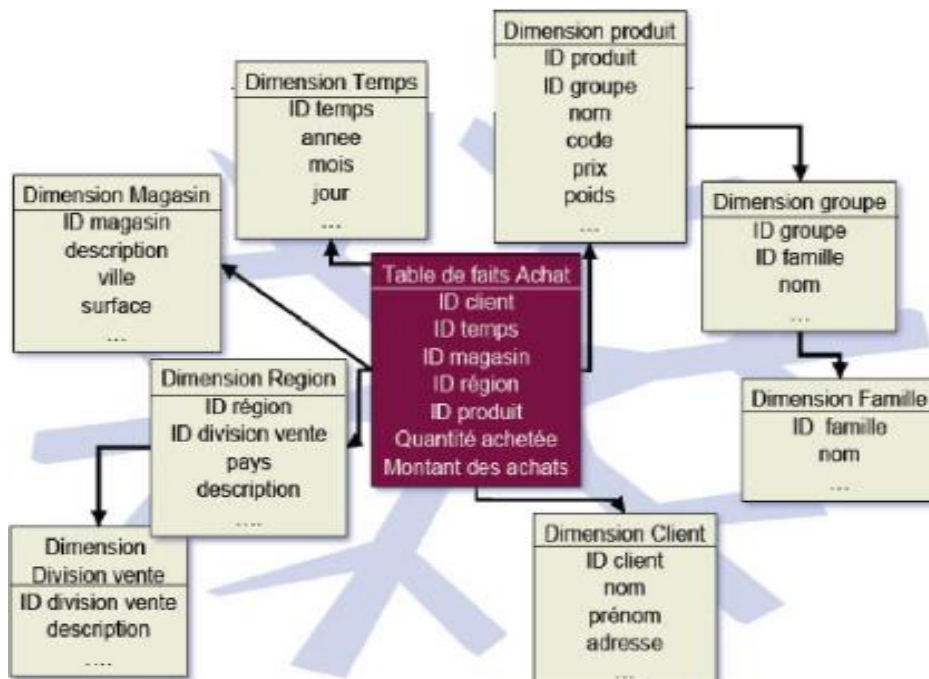 Dimension produit
ID produit
ID groupe
nom
code
prix
poids
...
Dimension Temps
ID temps
annee
mois
jour
...
Dimension Magasin
ID magasin
description
ville
surface
...
Dimension groupe
ID groupe
ID famille
nom
...
Table de faits Achat
ID client
ID temps
ID magasin
ID région
ID produit
Quantité achetée
Montant des achats
Dimension Region
ID région
ID division vente
pays
description
....
Dimension Famille
ID famille
nom
...
Dimension
Division vente
ID division vente
description
....
Dimension Client
ID client
nom
prénom
adresse
...